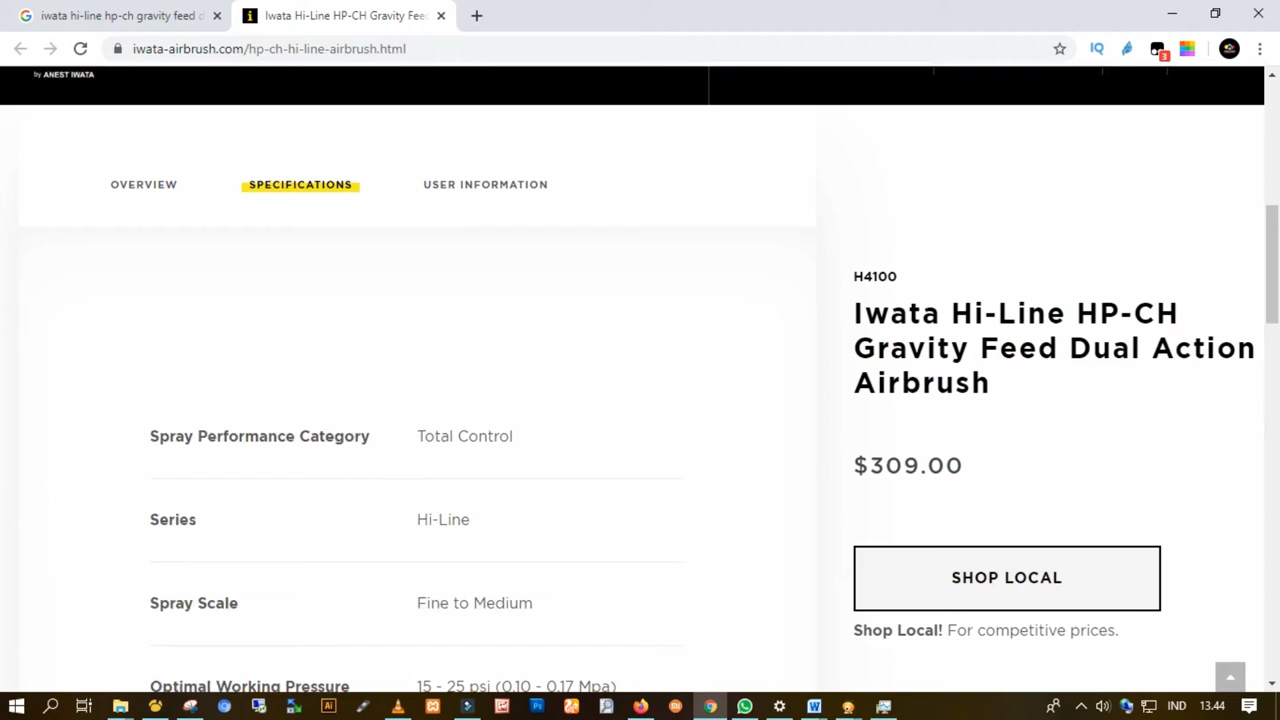 iwata hi-line hp-ch gravity feed d
Iwata Hi-Line HP-CH Gravity Feed
iwata-airbrush.com/hp-ch-hi-line-airbrush.html
IQ
3
by ANEST IWATA
OVERVIEW
SPECIFICATIONS
USER INFORMATION
H4100
Iwata Hi-Line HP-CH
Gravity Feed Dual Action
Airbrush
$309.00
SHOP LOCAL
Shop Local! For competitive prices.
Spray Performance Category Total Control
Series Hi-Line
Spray Scale Fine to Medium
Optimal Working Pressure 15 - 25 psi (0.10 - 0.17 Mpa)
IND
13.44